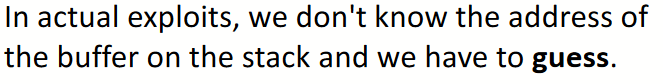 In actual exploits, we don't know the address of
the buffer on the stack and we have to guess.